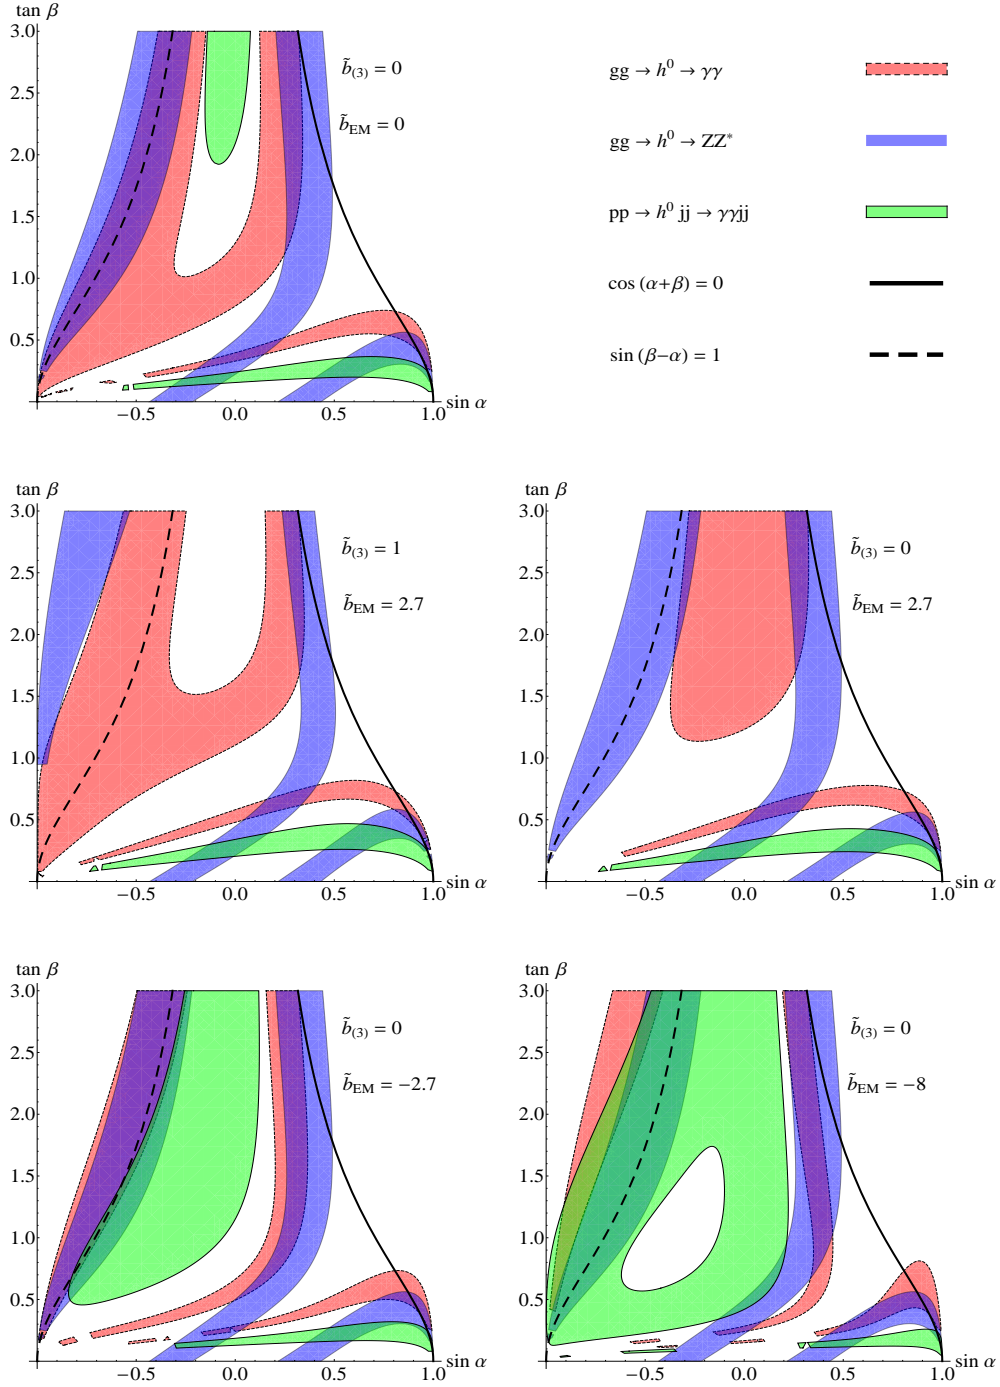 tan β
3.0
2.5
2.0
1.5
1.0
0.5
−0.5
0.0
0.5
1.0
sin α
b̃(3) = 0
b̃EM = 0
gg → h⁰ → γγ
gg → h⁰ → ZZ*
pp → h⁰ jj → γγjj
cos (α+β) = 0
sin (β−α) = 1
tan β
3.0
2.5
2.0
1.5
1.0
0.5
−0.5
0.0
0.5
1.0
sin α
b̃(3) = 1
b̃EM = 2.7
tan β
3.0
2.5
2.0
1.5
1.0
0.5
−0.5
0.0
0.5
1.0
sin α
b̃(3) = 0
b̃EM = 2.7
tan β
3.0
2.5
2.0
1.5
1.0
0.5
−0.5
0.0
0.5
1.0
sin α
b̃(3) = 0
b̃EM = −2.7
tan β
3.0
2.5
2.0
1.5
1.0
0.5
−0.5
0.0
0.5
1.0
sin α
b̃(3) = 0
b̃EM = −8